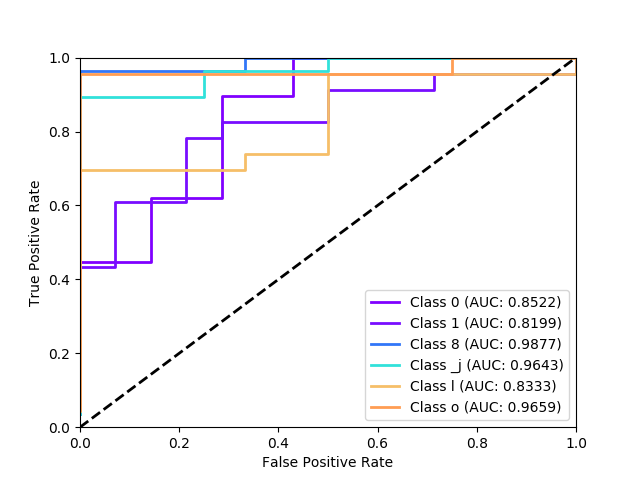 1.0
0.8
0.6
0.4
0.2
0.0
True Positive Rate
0.0 0.2 0.4 0.6 0.8 1.0
False Positive Rate
Class 0 (AUC: 0.8522)
Class 1 (AUC: 0.8199)
Class 8 (AUC: 0.9877)
Class _j (AUC: 0.9643)
Class l (AUC: 0.8333)
Class o (AUC: 0.9659)